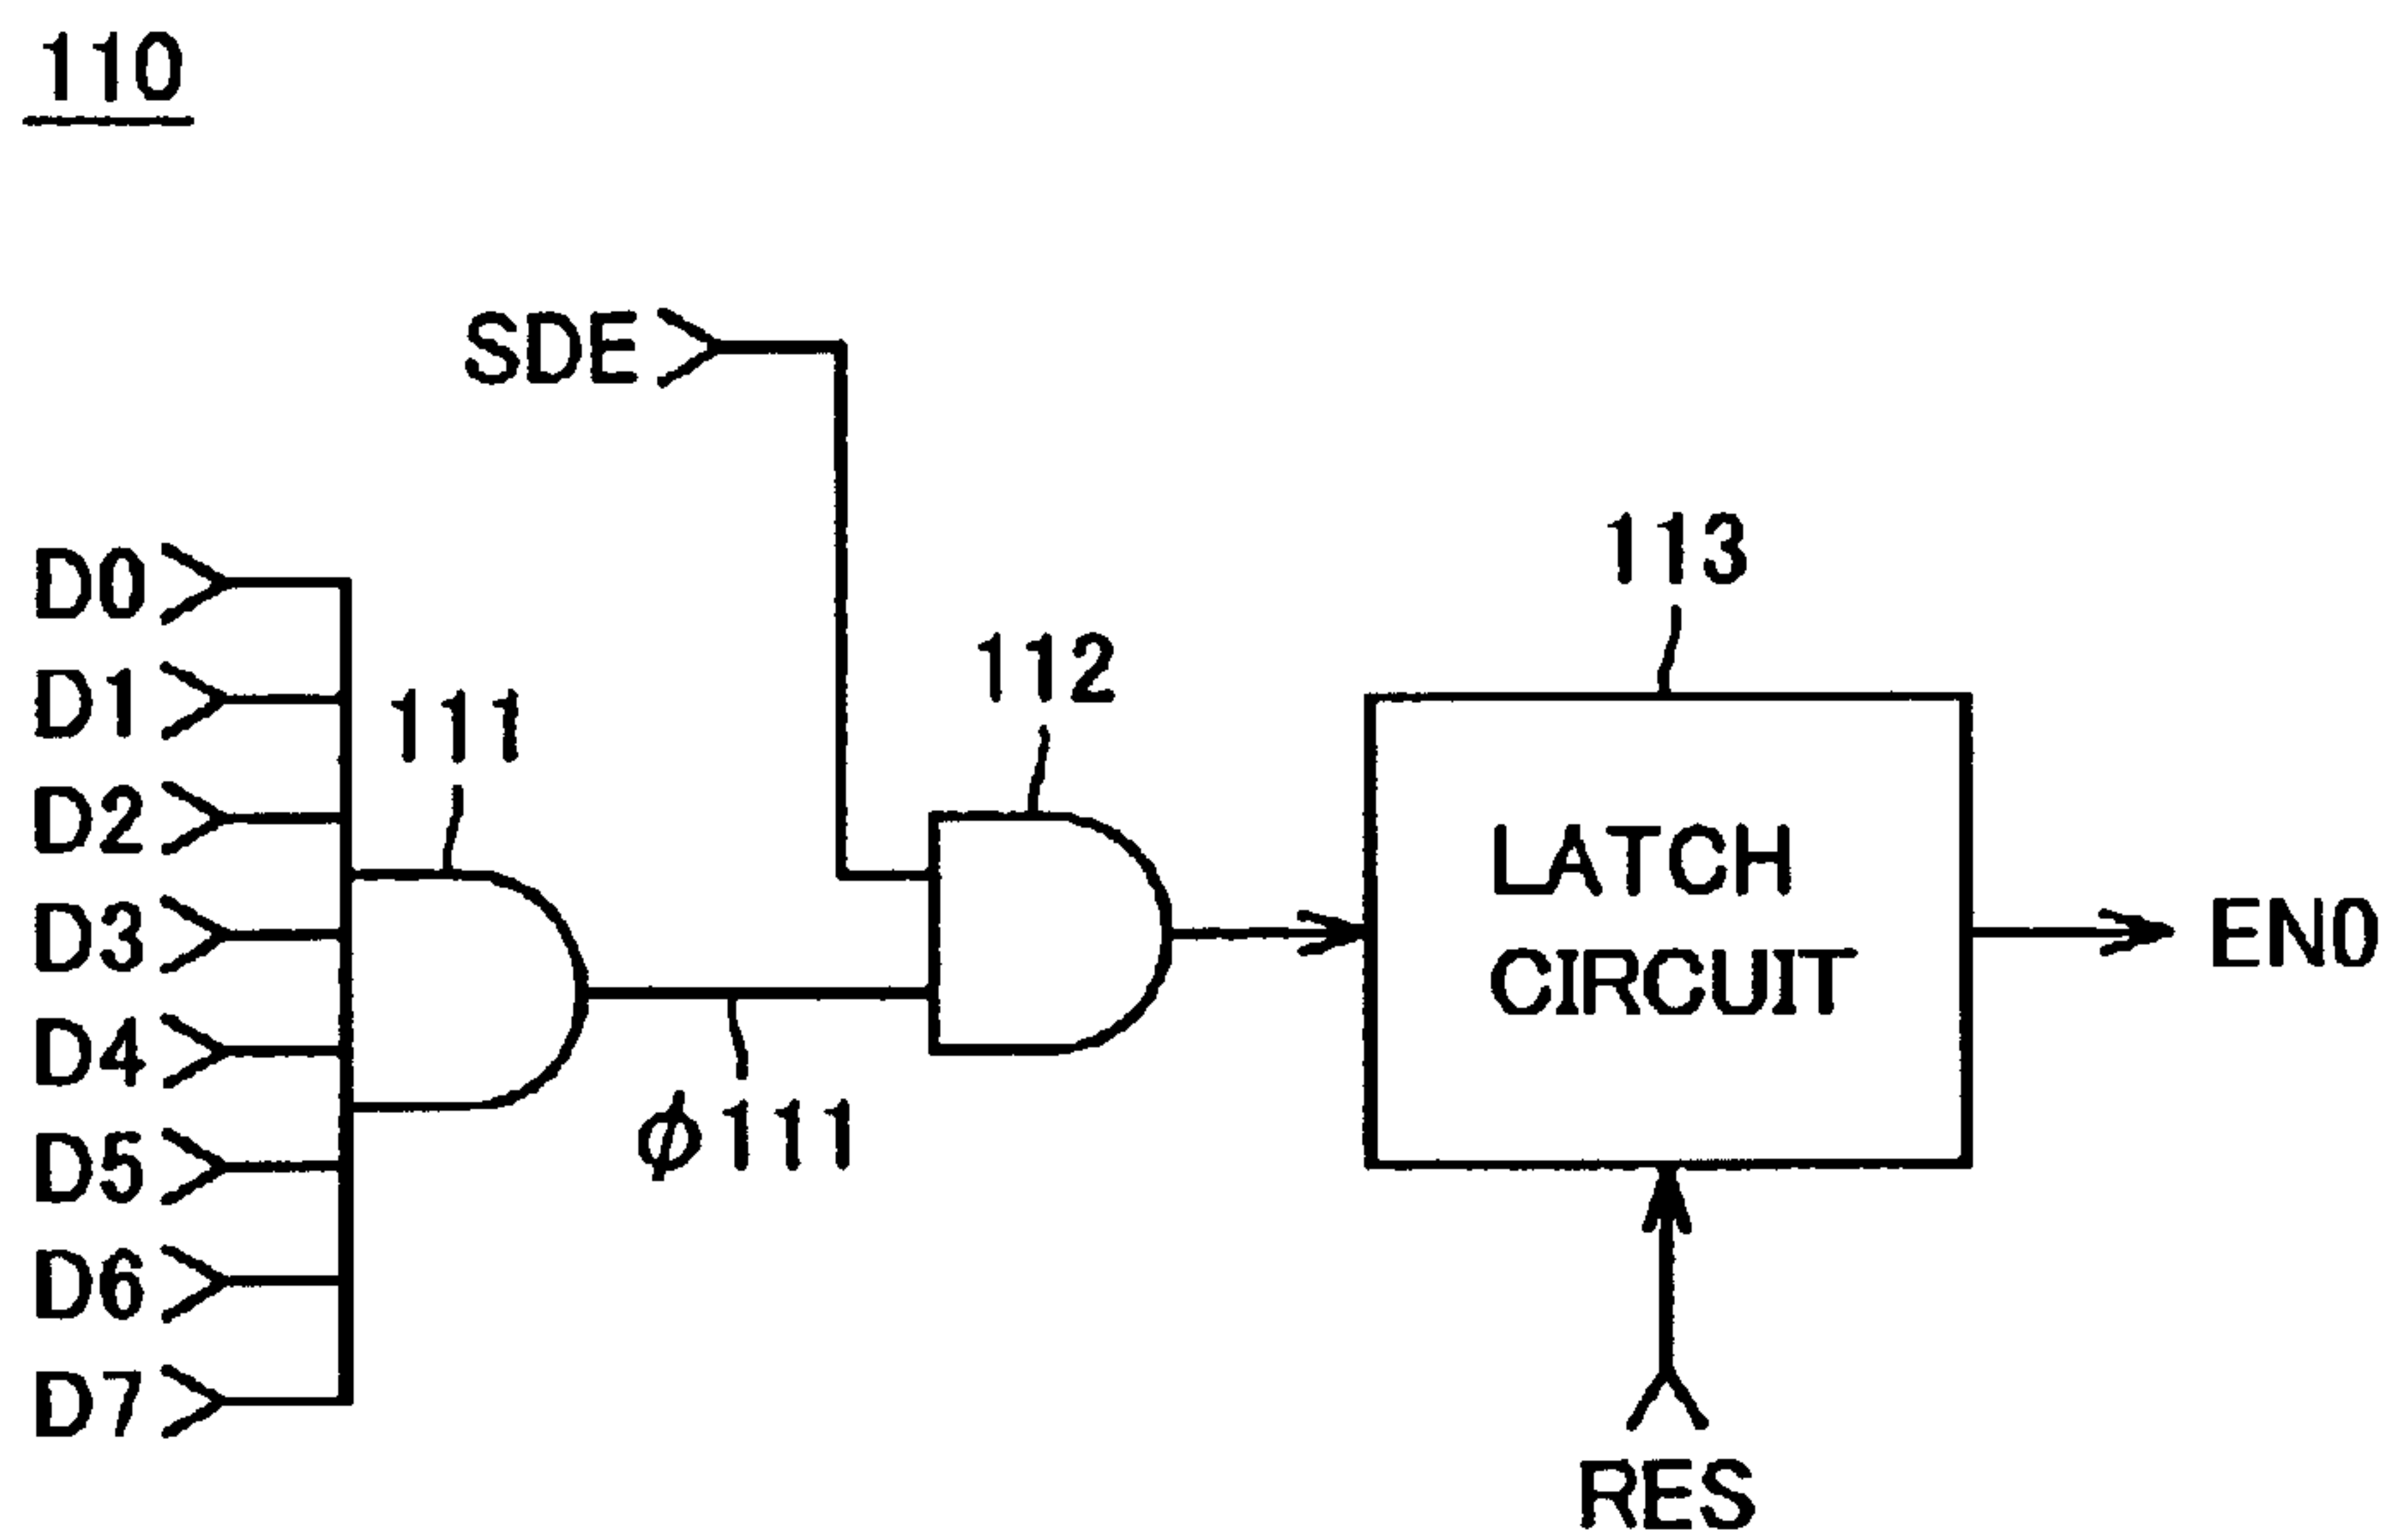 110
SDE
D0
D1
D2
D3
D4
D5
D6
D7
111
112
113
ϕ111
LATCH
CIRCUIT
EN0
RES